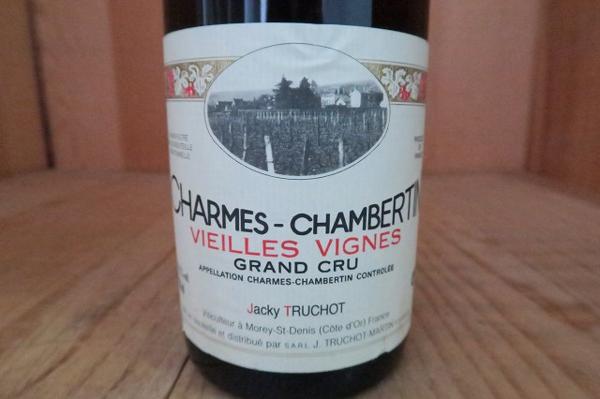 CHARMES-CHAMBERTIN
VIEILLES VIGNES
GRAND CRU
APPELLATION CHARMES-CHAMBERTIN CONTROLÉE
Jacky TRUCHOT
Viticulteur à Morey-St-Denis (Côte d'Or) France
et distribué par S.A.R.L. J. TRUCHOT-MARTIN